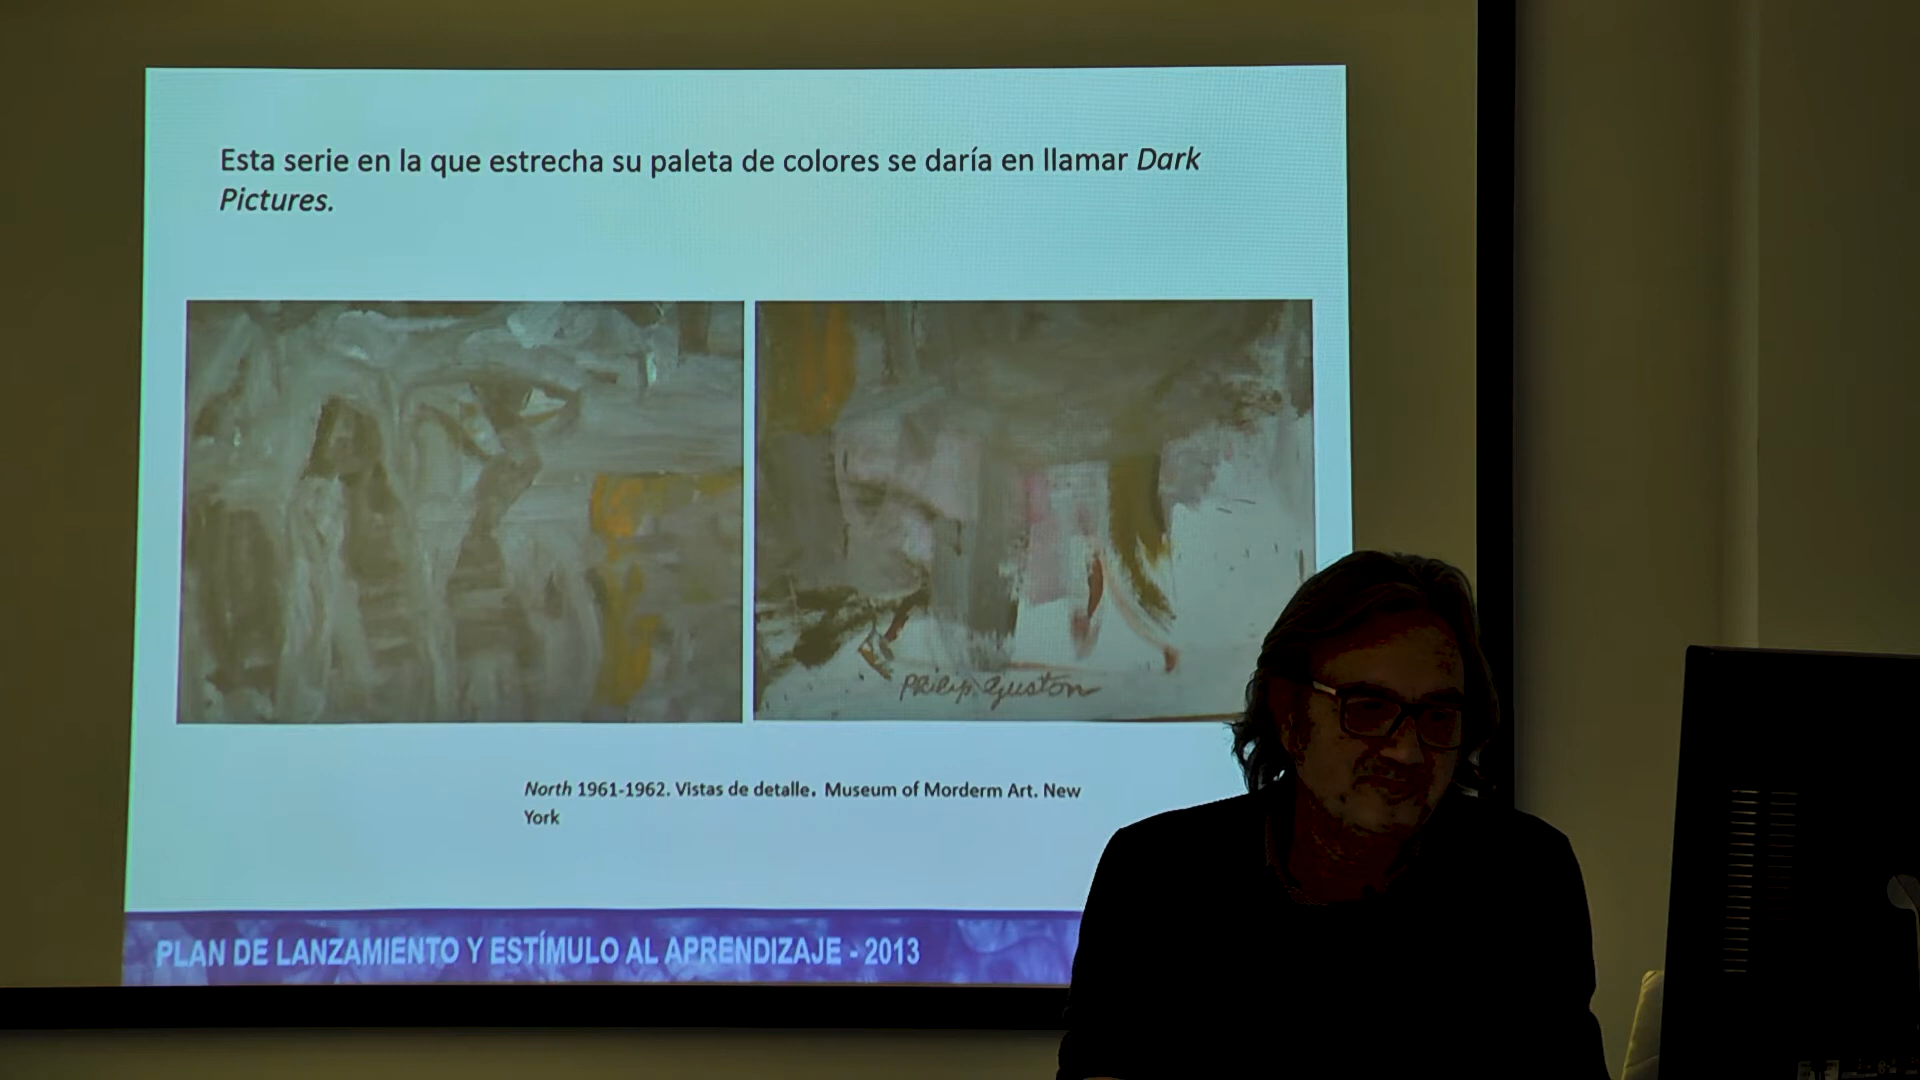 Esta serie en la que estrecha su paleta de colores se daría en llamar Dark
Pictures.
Philip Guston
North 1961-1962. Vistas de detalle. Museum of Morderm Art. New
York
PLAN DE LANZAMIENTO Y ESTÍMULO AL APRENDIZAJE - 2013